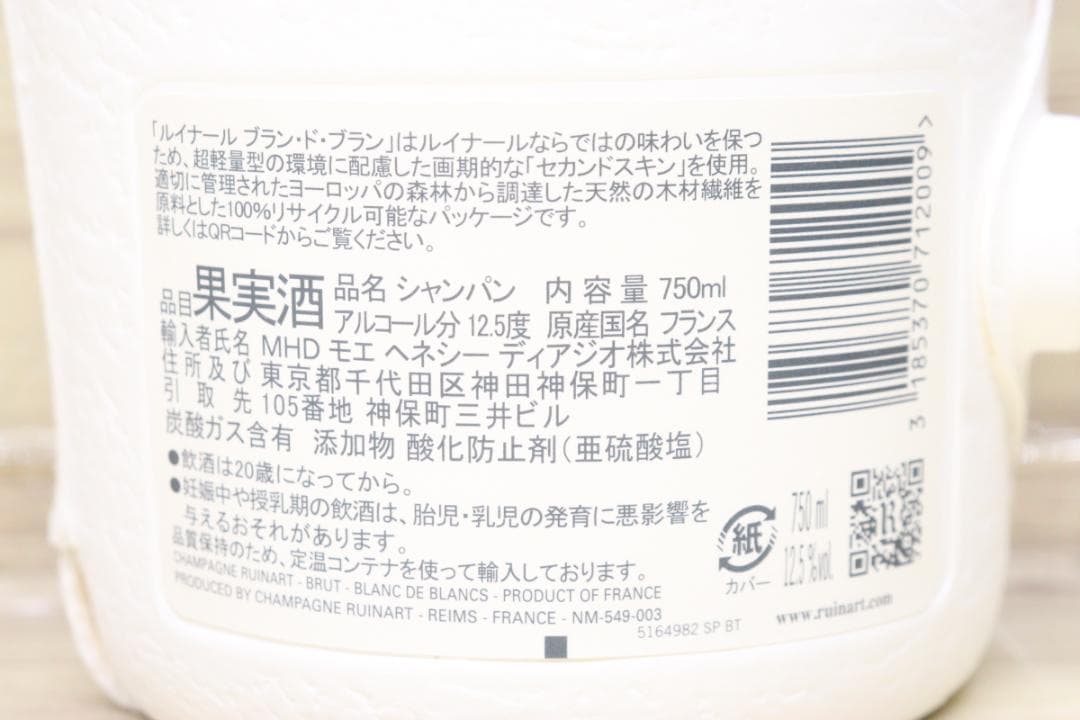 「ルイナール ブラン・ド・ブラン」はルイナールならではの味わいを保つ
ため、超軽量型の環境に配慮した画期的な「セカンドスキン」を使用。
適切に管理されたヨーロッパの森林から調達した天然の木材繊維を
原料とした100%リサイクル可能なパッケージです。
詳しくはQRコードからご覧ください。
品目果実酒 品名 シャンパン 内容量 750ml
アルコール分 12.5度 原産国名 フランス
輸入者氏名 MHD モエ ヘネシー ディアジオ株式会社
住所及び 東京都千代田区神田神保町一丁目
引取先 105番地 神保町三井ビル
炭酸ガス含有 添加物 酸化防止剤(亜硫酸塩)
●飲酒は20歳になってから。
●妊娠中や授乳期の飲酒は、胎児・乳児の発育に悪影響を
与えるおそれがあります。
品質保持のため、定温コンテナを使って輸入しております。
CHAMPAGNE RUINART - BRUT - BLANC DE BLANCS - PRODUCT OF FRANCE
PRODUCED BY CHAMPAGNE RUINART - REIMS - FRANCE - NM-549-003
5164982 SP BT
3 185370 712009 >
紙
カバー
750 ml
12.5 %vol.
R
www.ruinart.com